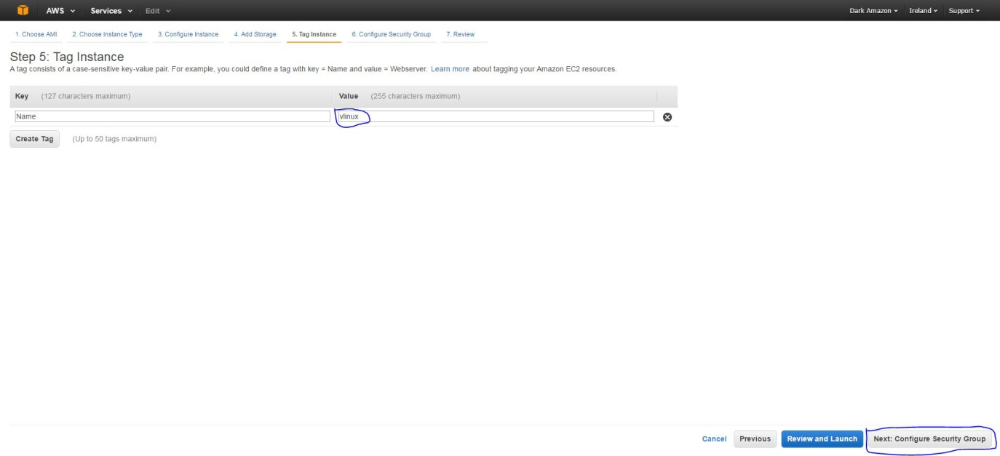 AWS Services Edit Dark Amazon Ireland Support
1. Choose AMI 2. Choose Instance Type 3. Configure Instance 4. Add Storage 5. Tag Instance 6. Configure Security Group 7. Review
Step 5: Tag Instance
A tag consists of a case-sensitive key-value pair. For example, you could define a tag with key = Name and value = Webserver. Learn more about tagging your Amazon EC2 resources.
Key (127 characters maximum) Value (255 characters maximum)
Name vlinux
Create Tag (Up to 50 tags maximum)
Cancel Previous Review and Launch Next: Configure Security Group